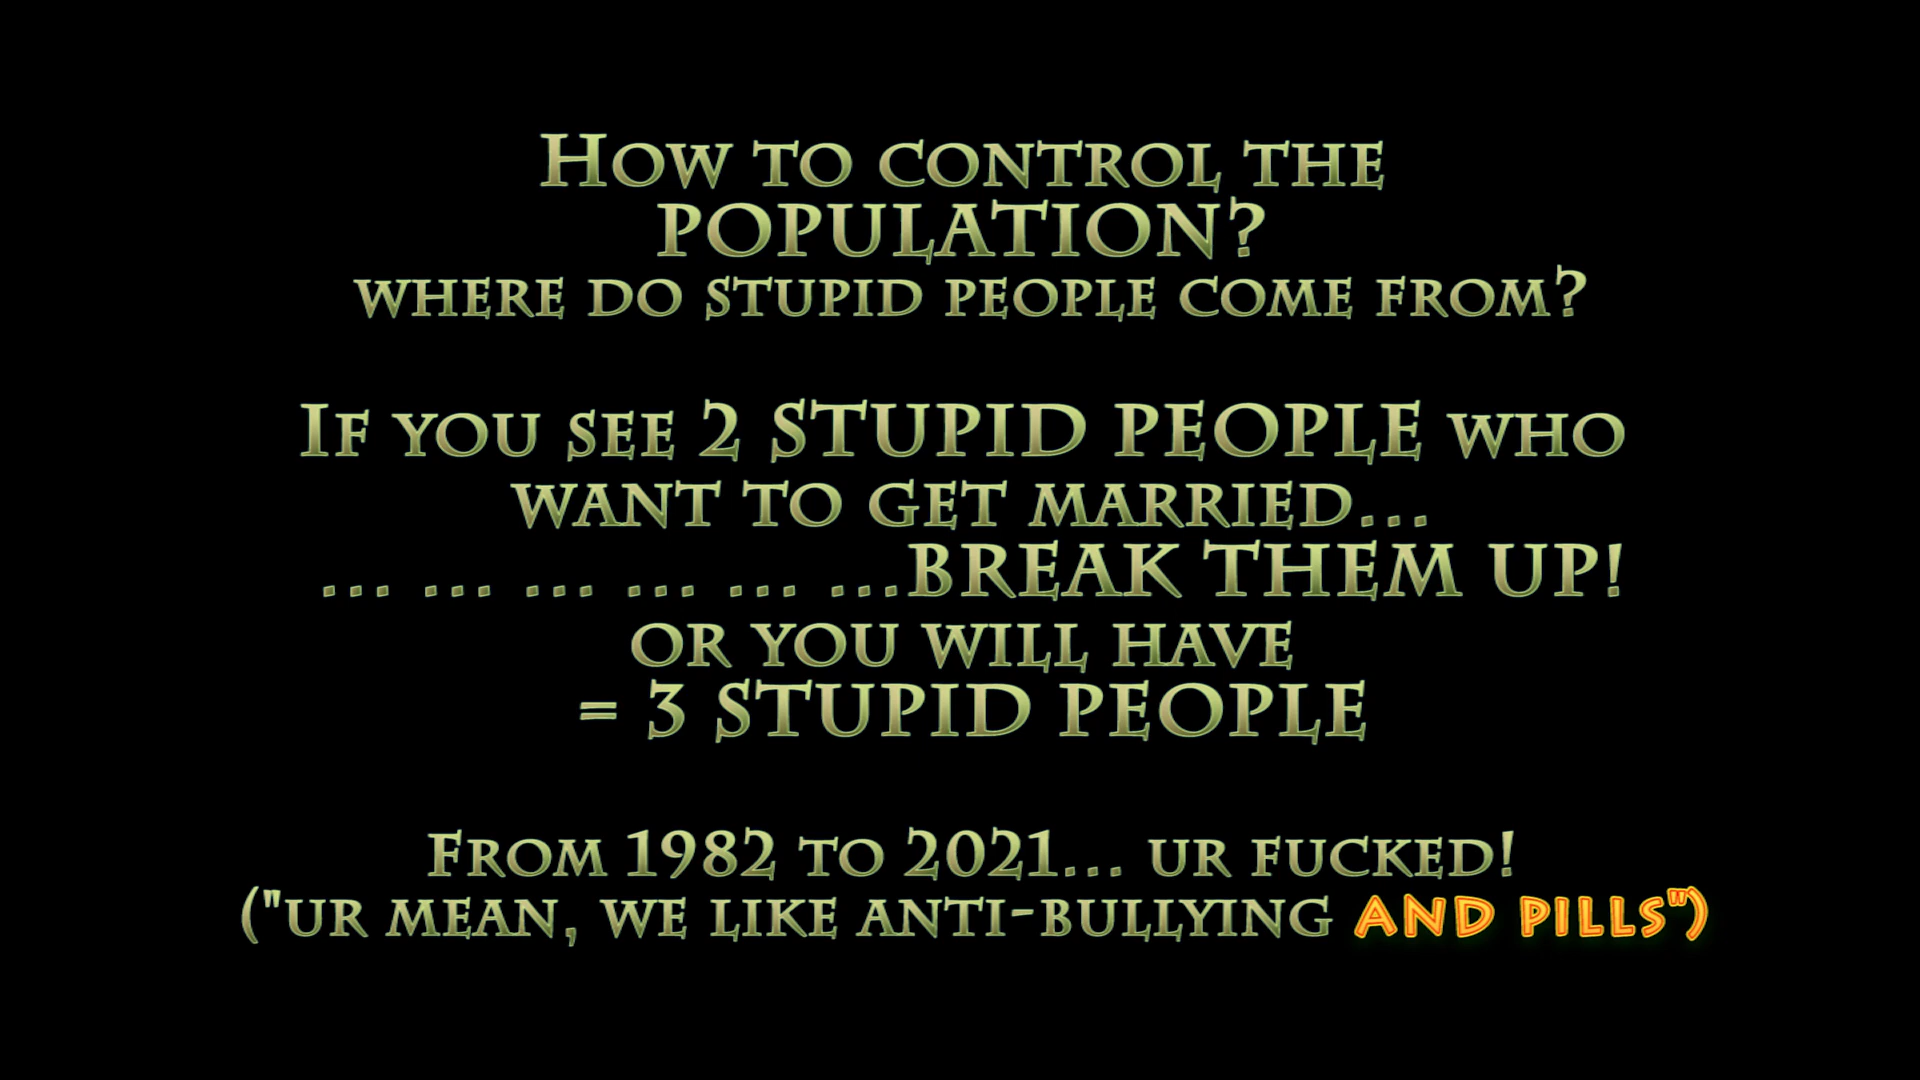 How to control the
POPULATION?
where do stupid people come from?
If you see 2 STUPID PEOPLE who
want to get married...
... ... ... ... ... ...BREAK THEM UP!
or you will have
= 3 STUPID PEOPLE
From 1982 to 2021... ur fucked!
("ur mean, we like anti-bullying and pills")